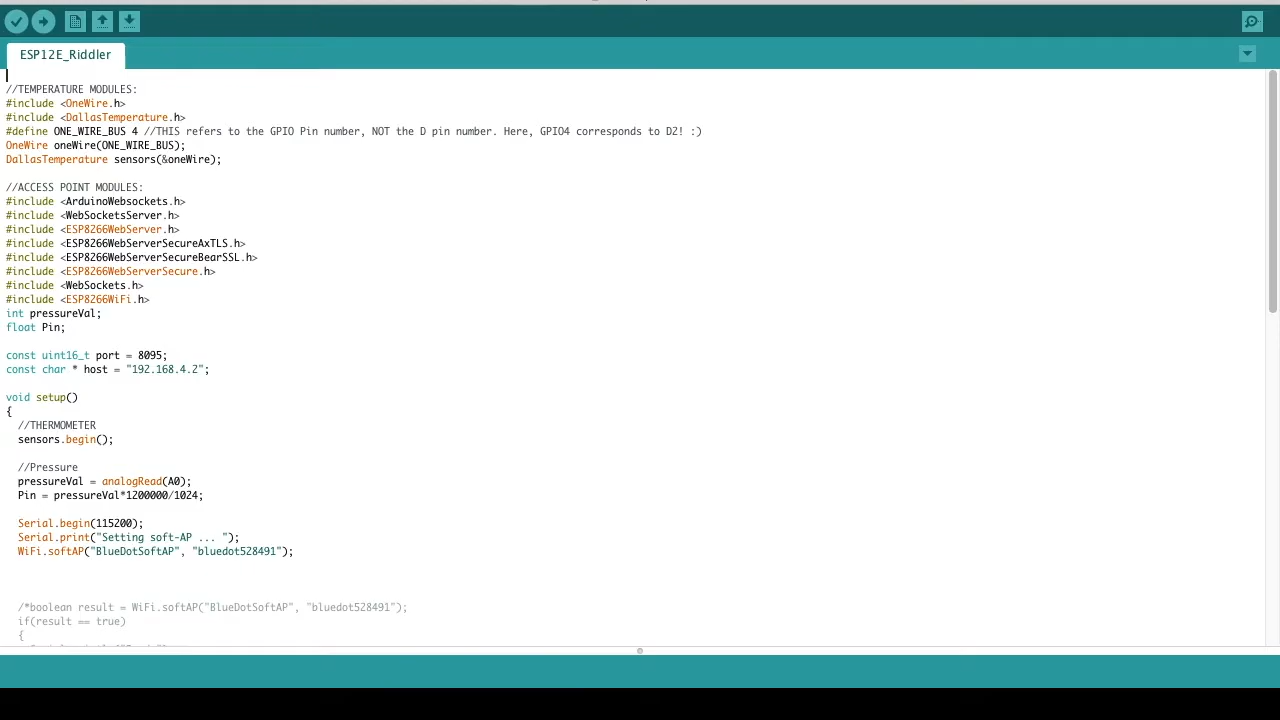 ESP12E_Riddler
//TEMPERATURE MODULES:
#include <OneWire.h>
#include <DallasTemperature.h>
#define ONE_WIRE_BUS 4 //THIS refers to the GPIO Pin number, NOT the D pin number. Here, GPIO4 corresponds to D2! :)
OneWire oneWire(ONE_WIRE_BUS);
DallasTemperature sensors(&oneWire);
//ACCESS POINT MODULES:
#include <ArduinoWebsockets.h>
#include <WebSocketsServer.h>
#include <ESP8266WebServer.h>
#include <ESP8266WebServerSecureAxTLS.h>
#include <ESP8266WebServerSecureBearSSL.h>
#include <ESP8266WebServerSecure.h>
#include <WebSockets.h>
#include <ESP8266WiFi.h>
int pressureVal;
float Pin;
const uint16_t port = 8095;
const char * host = "192.168.4.2";
void setup()
{
//THERMOMETER
sensors.begin();
//Pressure
pressureVal = analogRead(A0);
Pin = pressureVal*1200000/1024;
Serial.begin(115200);
Serial.print("Setting soft-AP ... ");
WiFi.softAP("BlueDotSoftAP", "bluedot528491");
/*boolean result = WiFi.softAP("BlueDotSoftAP", "bluedot528491");
if(result == true)
{